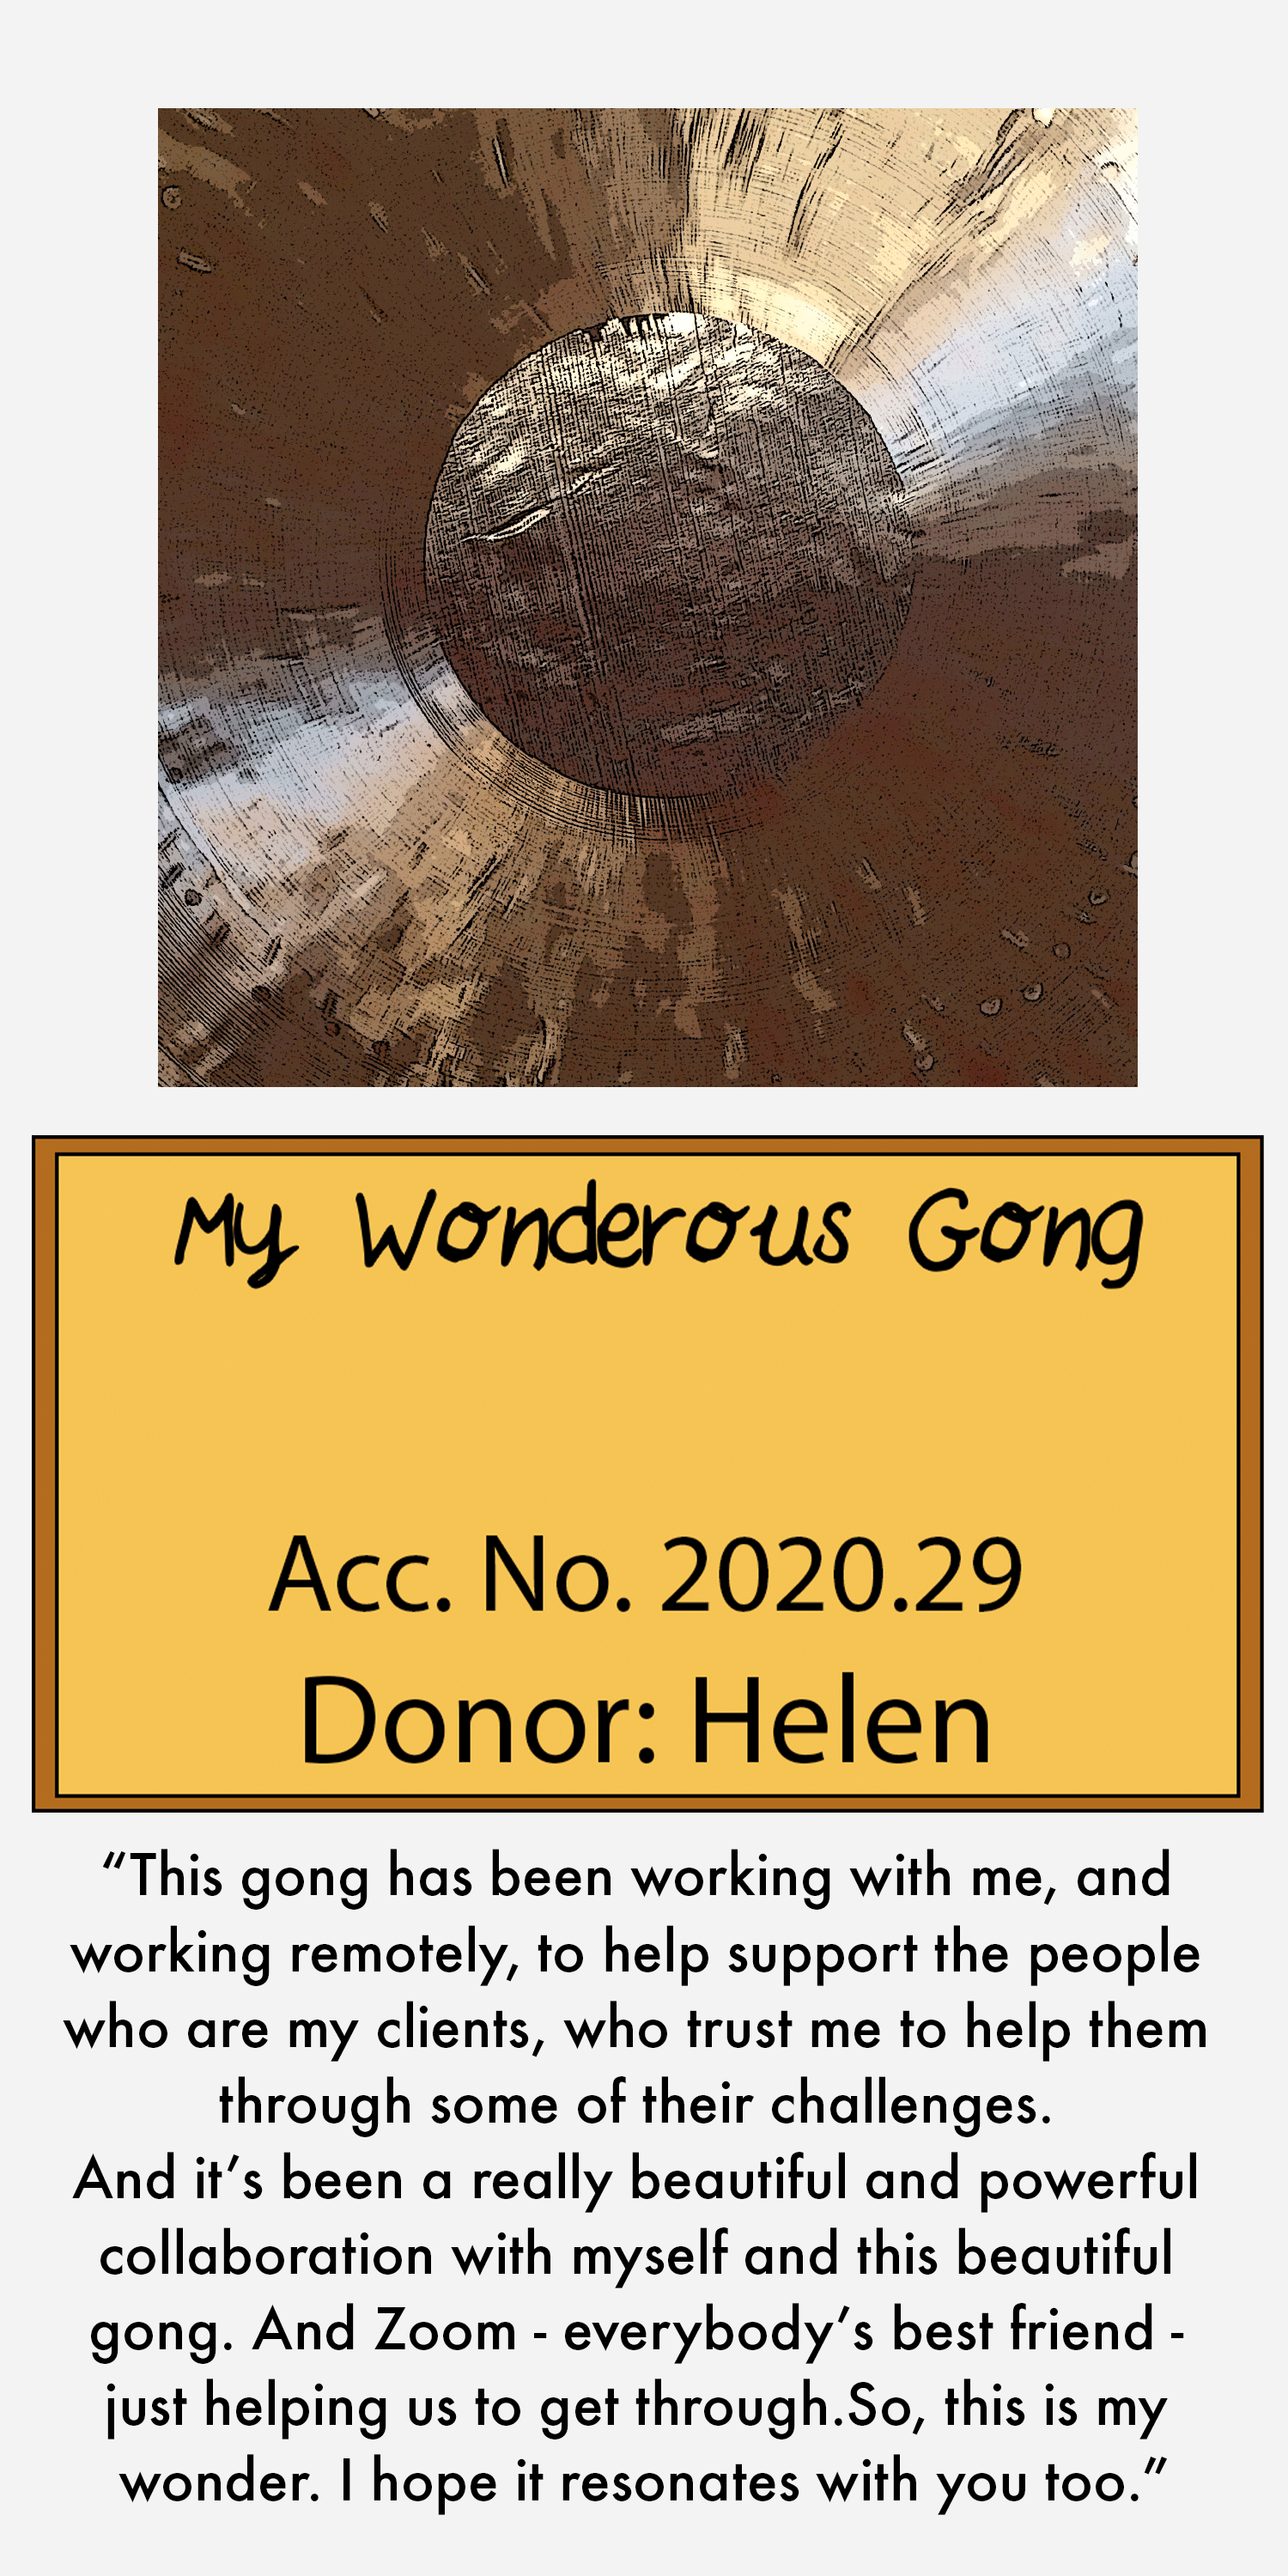 My Wonderous Gong
Acc. No. 2020.29
Donor: Helen
“This gong has been working with me, and
working remotely, to help support the people
who are my clients, who trust me to help them
through some of their challenges.
And it’s been a really beautiful and powerful
collaboration with myself and this beautiful
gong. And Zoom - everybody’s best friend -
just helping us to get through.So, this is my
wonder. I hope it resonates with you too.”